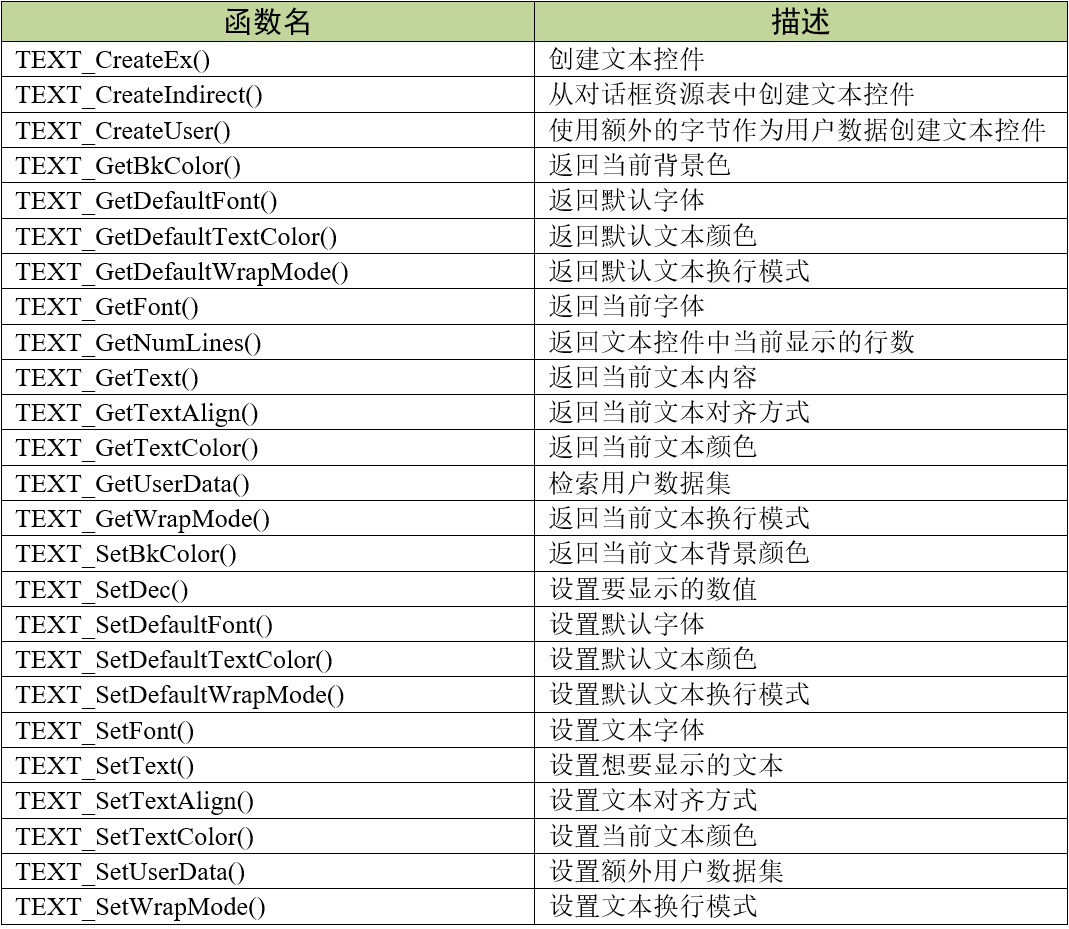 函数名 描述
TEXT_CreateEx() 创建文本控件
TEXT_CreateIndirect() 从对话框资源表中创建文本控件
TEXT_CreateUser() 使用额外的字节作为用户数据创建文本控件
TEXT_GetBkColor() 返回当前背景色
TEXT_GetDefaultFont() 返回默认字体
TEXT_GetDefaultTextColor() 返回默认文本颜色
TEXT_GetDefaultWrapMode() 返回默认文本换行模式
TEXT_GetFont() 返回当前字体
TEXT_GetNumLines() 返回文本控件中当前显示的行数
TEXT_GetText() 返回当前文本内容
TEXT_GetTextAlign() 返回当前文本对齐方式
TEXT_GetTextColor() 返回当前文本颜色
TEXT_GetUserData() 检索用户数据集
TEXT_GetWrapMode() 返回当前文本换行模式
TEXT_SetBkColor() 返回当前文本背景颜色
TEXT_SetDec() 设置要显示的数值
TEXT_SetDefaultFont() 设置默认字体
TEXT_SetDefaultTextColor() 设置默认文本颜色
TEXT_SetDefaultWrapMode() 设置默认文本换行模式
TEXT_SetFont() 设置文本字体
TEXT_SetText() 设置想要显示的文本
TEXT_SetTextAlign() 设置文本对齐方式
TEXT_SetTextColor() 设置当前文本颜色
TEXT_SetUserData() 设置额外用户数据集
TEXT_SetWrapMode() 设置文本换行模式